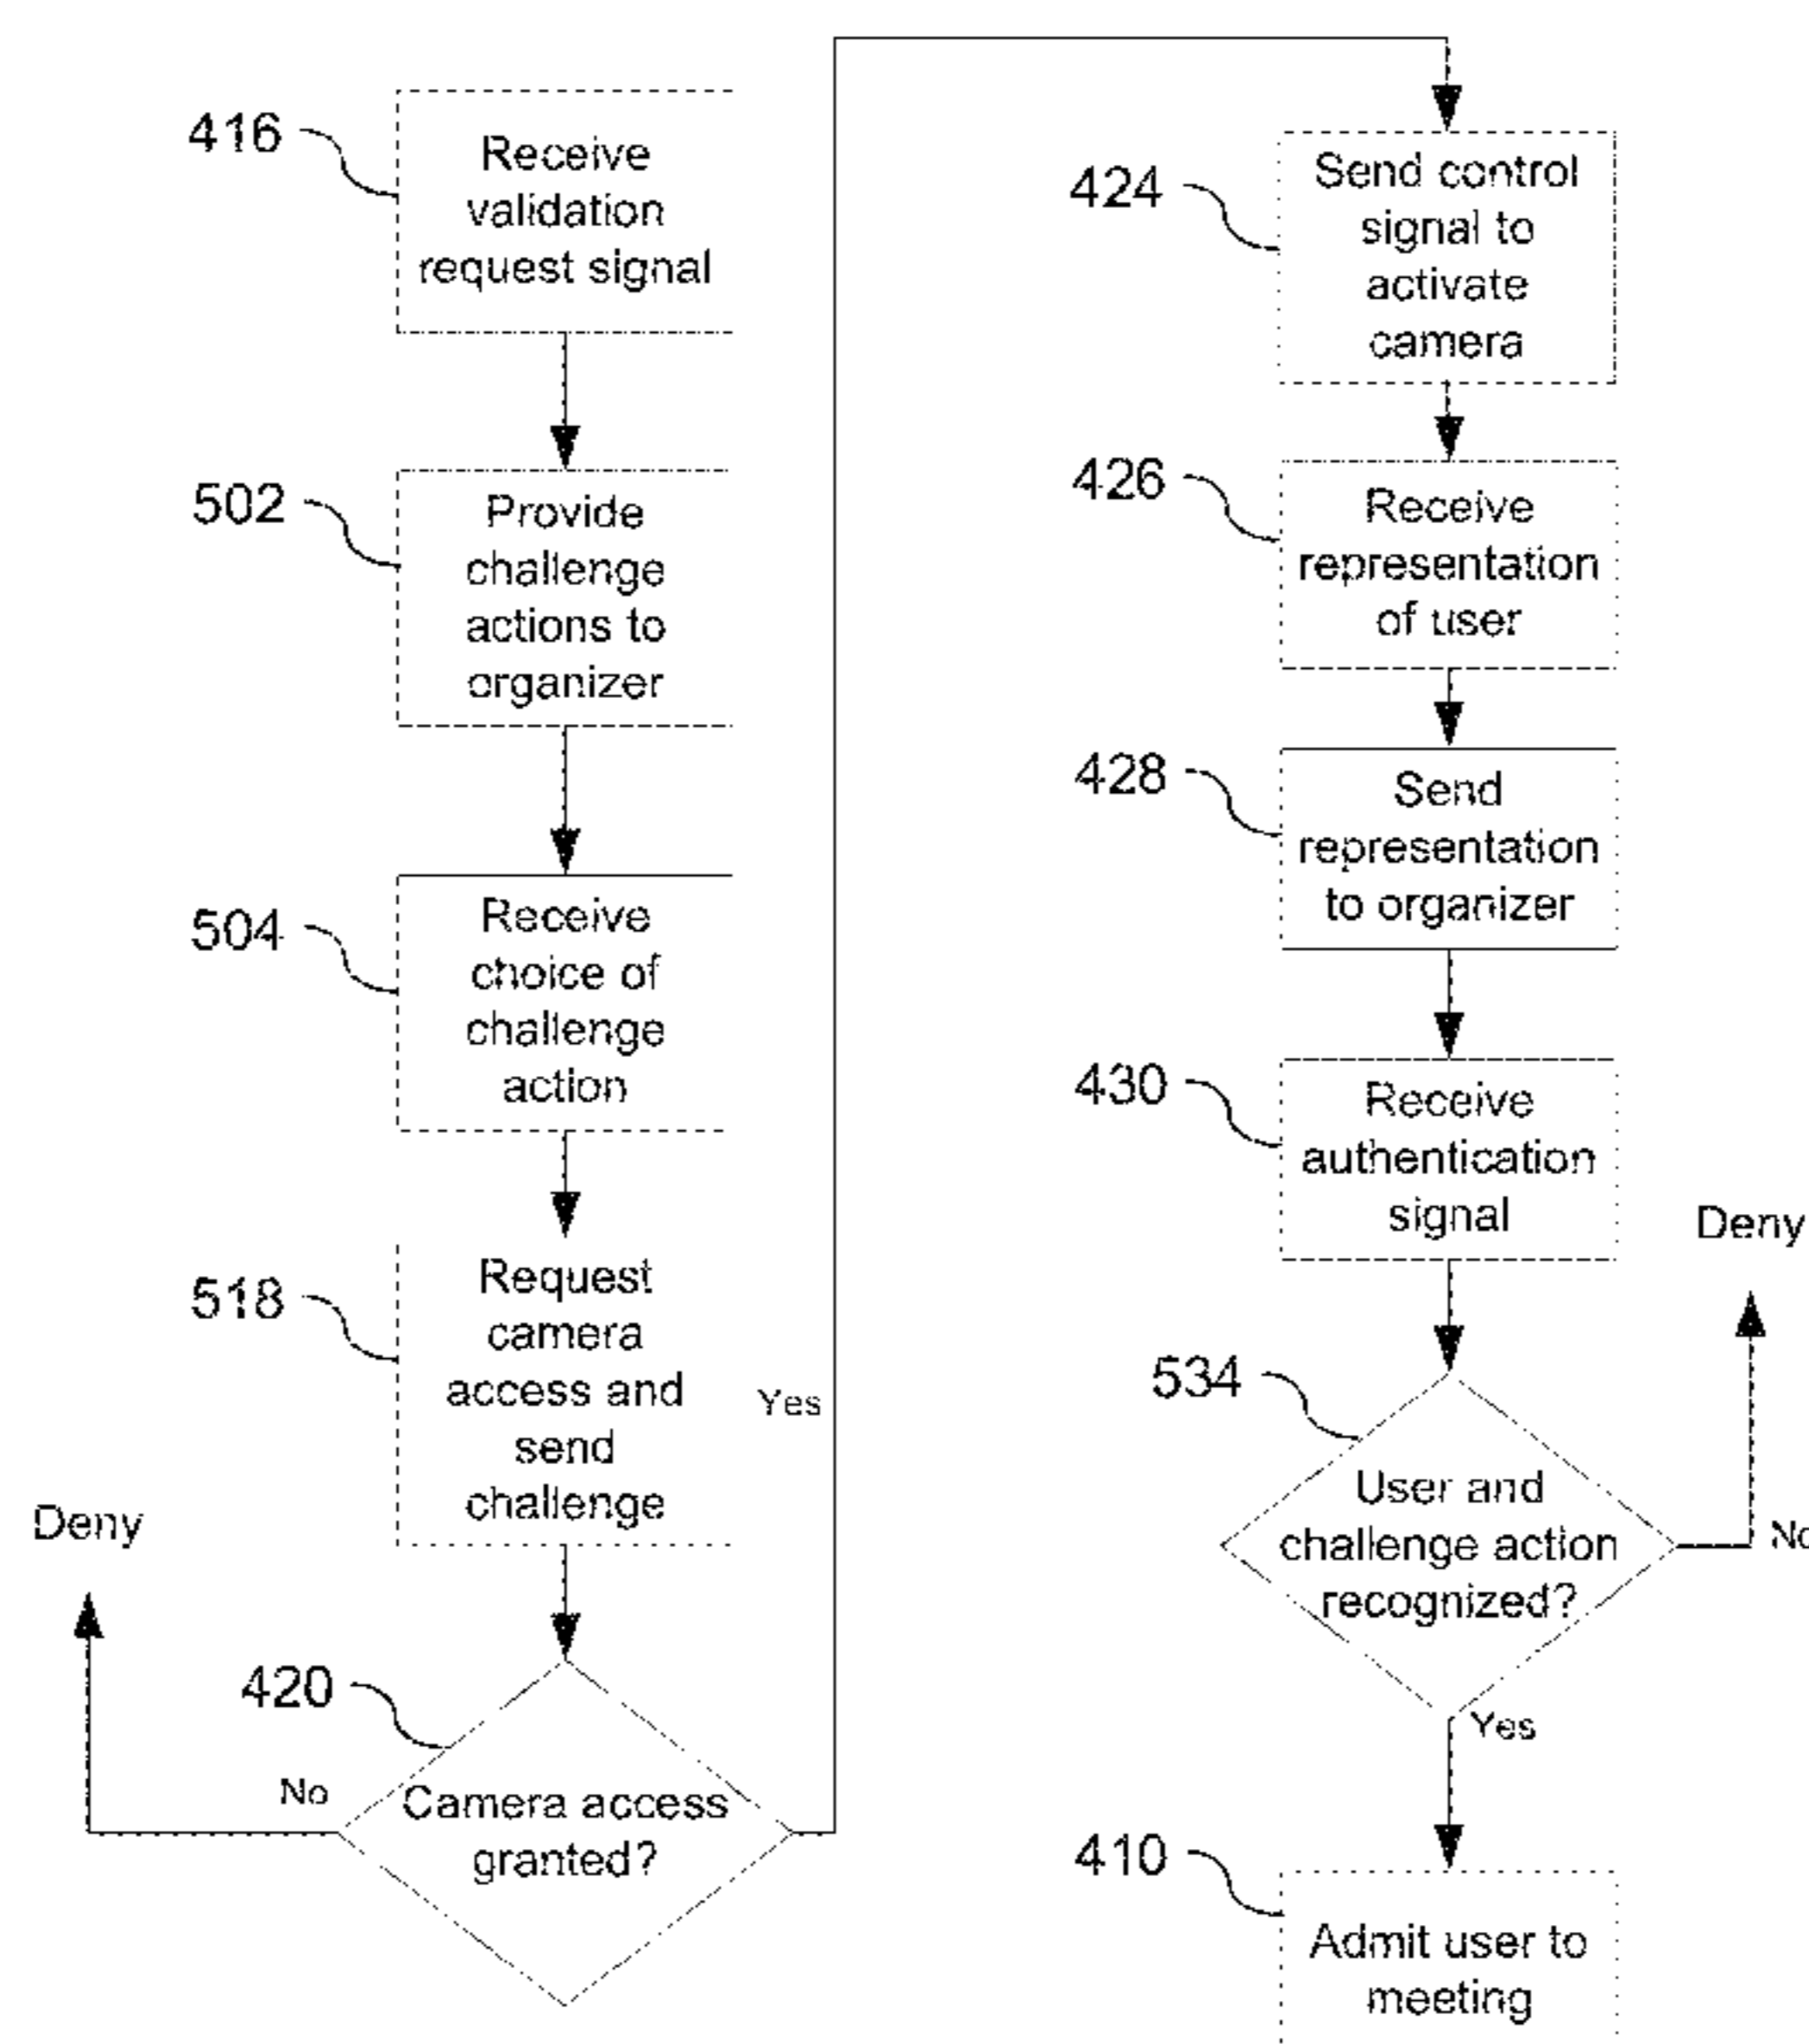 416
Receive
validation
request signal
502
Provide
challenge
actions to
organizer
504
Receive
choice of
challenge
action
518
Request
camera
access and
send
challenge
Yes
Deny
420
No
Camera access
granted?
424
Send control
signal to
activate
camera
426
Receive
representation
of user
428
Send
representation
to organizer
430
Receive
authentication
signal
Deny
534
User and
challenge action
recognized?
No
Yes
410
Admit user to
meeting